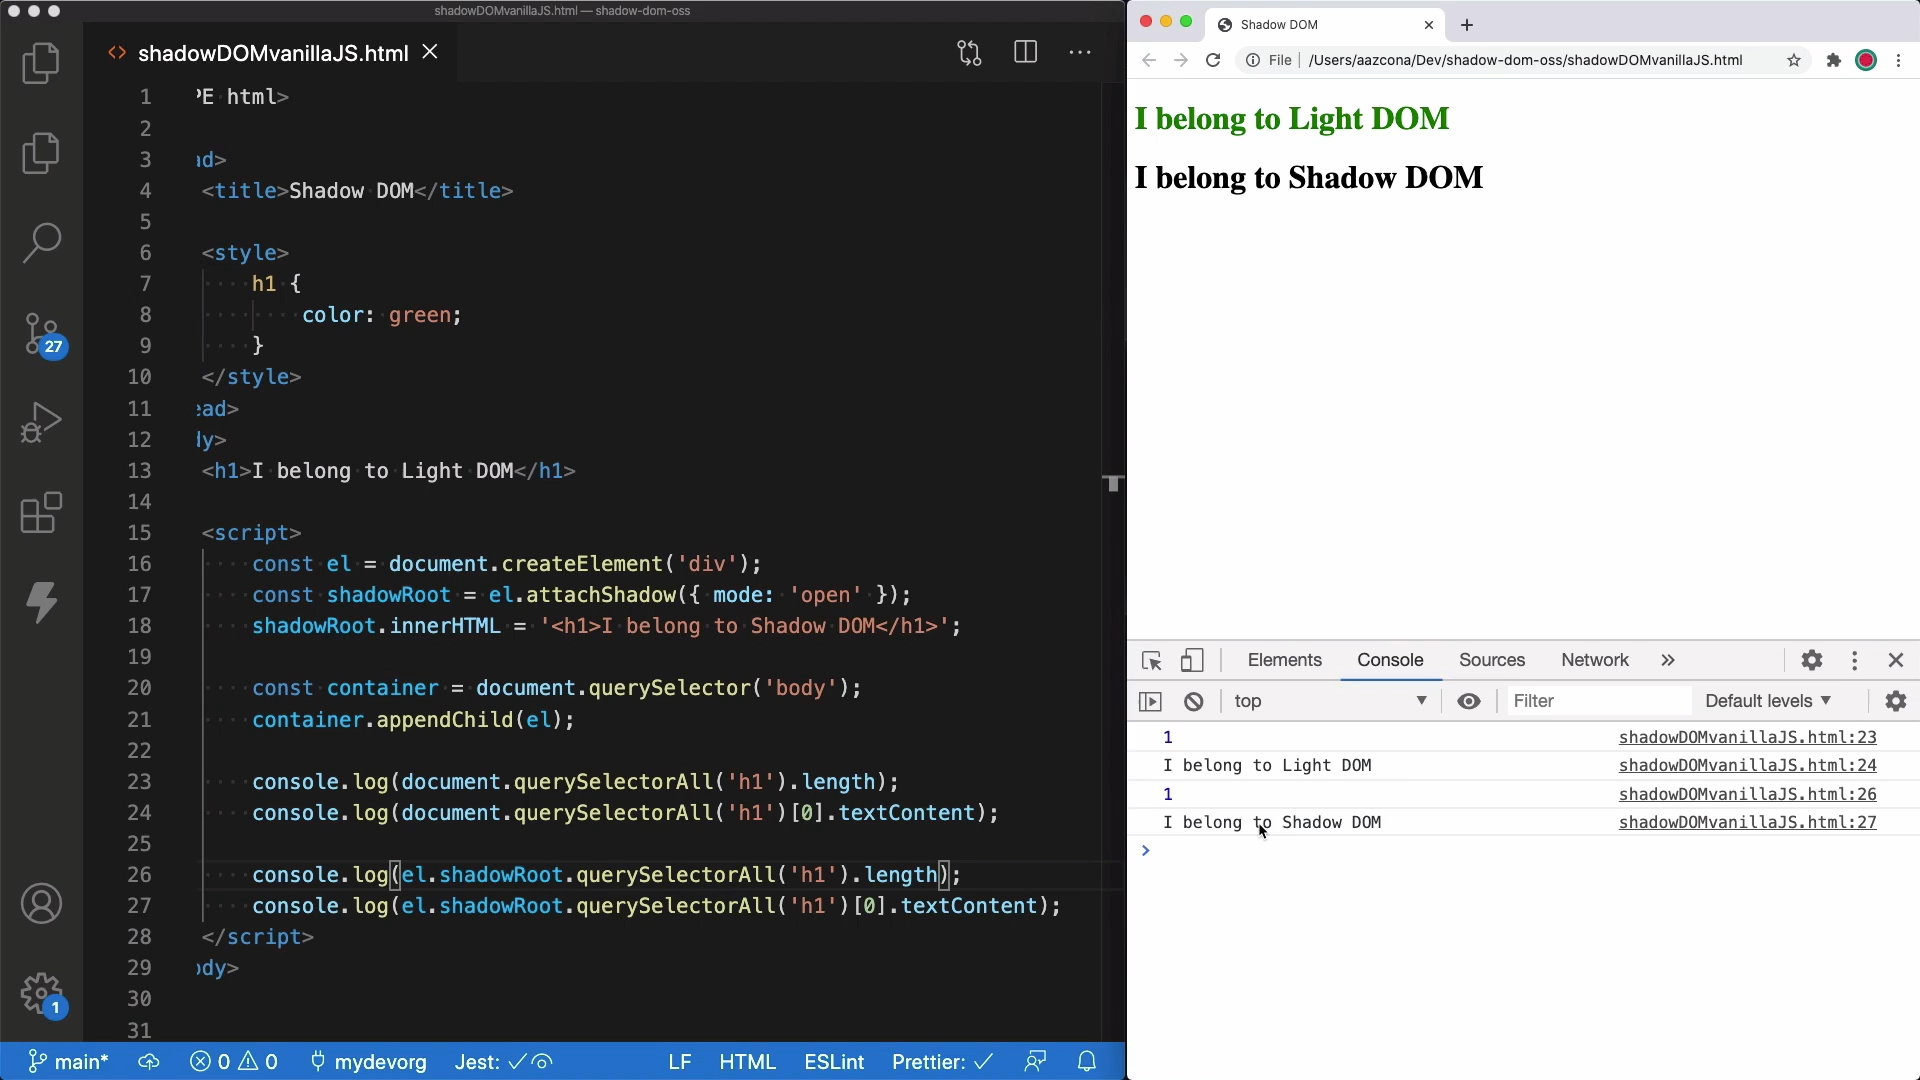 shadowDOMvanillaJS.html — shadow-dom-oss
shadowDOMvanillaJS.html
1 'PE html>
2
3 ad>
4 <title>Shadow DOM</title>
5
6 <style>
7 h1 {
8 color: green;
9 }
10 </style>
11 ead>
12 dy>
13 <h1>I belong to Light DOM</h1>
14
15 <script>
16 const el = document.createElement('div');
17 const shadowRoot = el.attachShadow({ mode: 'open' });
18 shadowRoot.innerHTML = '<h1>I belong to Shadow DOM</h1>';
19
20 const container = document.querySelector('body');
21 container.appendChild(el);
22
23 console.log(document.querySelectorAll('h1').length);
24 console.log(document.querySelectorAll('h1')[0].textContent);
25
26 console.log(el.shadowRoot.querySelectorAll('h1').length);
27 console.log(el.shadowRoot.querySelectorAll('h1')[0].textContent);
28 </script>
29 ody>
30
31
27
1
main* 0 0 mydevorg Jest: LF HTML ESLint Prettier:
Shadow DOM
File /Users/aazcona/Dev/shadow-dom-oss/shadowDOMvanillaJS.html
I belong to Light DOM
I belong to Shadow DOM
Elements Console Sources Network
top Filter Default levels
1 shadowDOMvanillaJS.html:23
I belong to Light DOM shadowDOMvanillaJS.html:24
1 shadowDOMvanillaJS.html:26
I belong to Shadow DOM shadowDOMvanillaJS.html:27